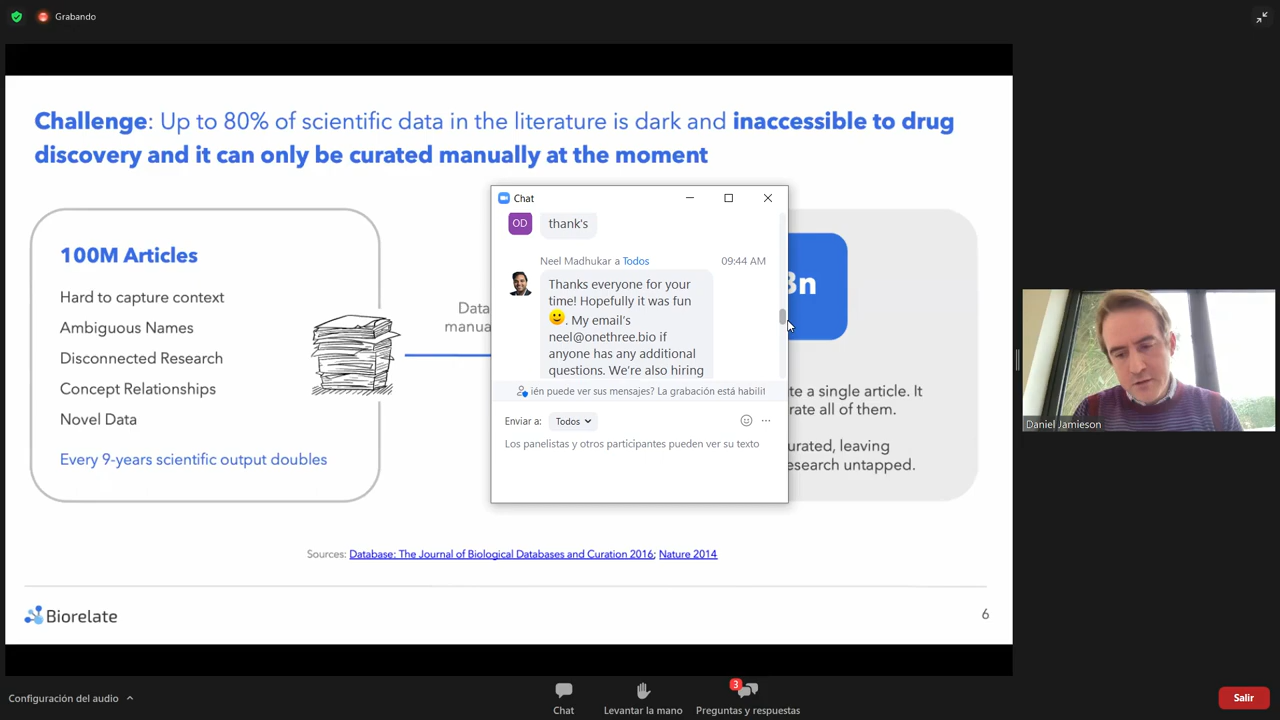 Grabando
Challenge: Up to 80% of scientific data in the literature is dark and inaccessible to drug
discovery and it can only be curated manually at the moment
100M Articles
Hard to capture context
Ambiguous Names
Disconnected Research
Concept Relationships
Novel Data
Every 9-years scientific output doubles
Data
Chat
OD
thank's
Neel Madhukar a Todos 09:44 AM
Thanks everyone for your
time! Hopefully it was fun
🙂. My email's
neel@onethree.bio if
anyone has any additional
questions. We're also hiring
ién puede ver sus mensajes? La grabación está habilit
Enviar a: Todos
Los panelistas y otros participantes pueden ver su texto
a single article. It
all of them.
leaving
untapped.
Daniel Jamieson
Sources: Database: The Journal of Biological Databases and Curation 2016; Nature 2014
Biorelate
6
Configuración del audio
Chat
Levantar la mano
3
Preguntas y respuestas
Salir